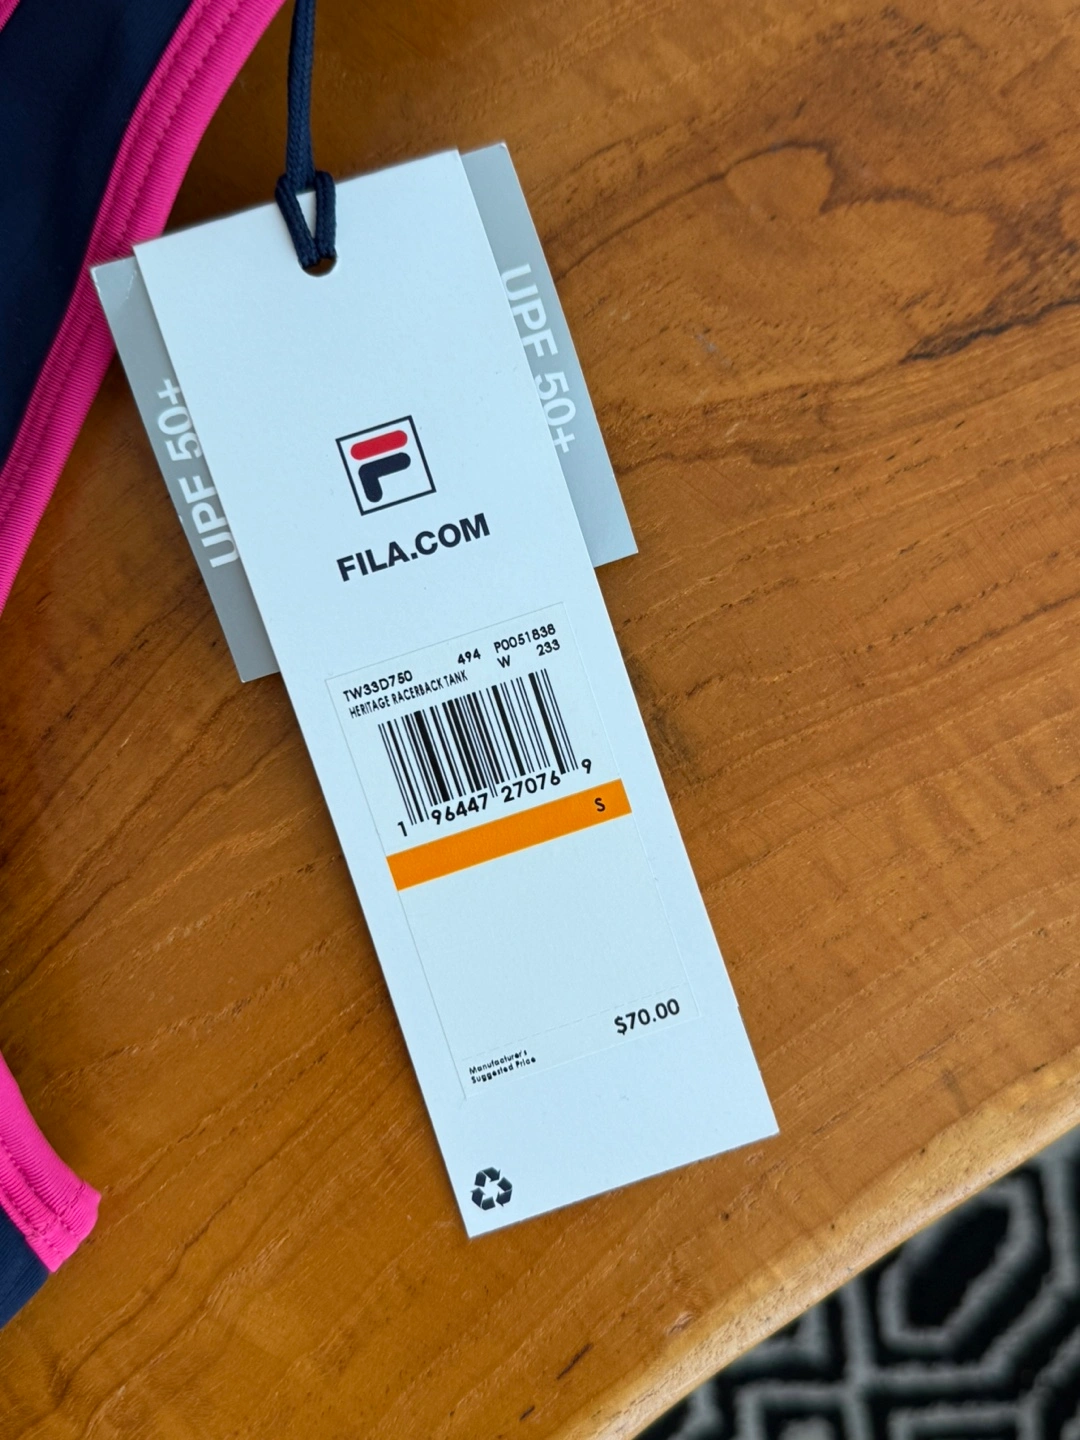 UPF 50+
UPF 50+
FILA.COM
TW33D750 494 P0051838
HERITAGE RACERBACK TANK W 233
1 96447 27076 9
S
$70.00
Manufacturer's
Suggested Price